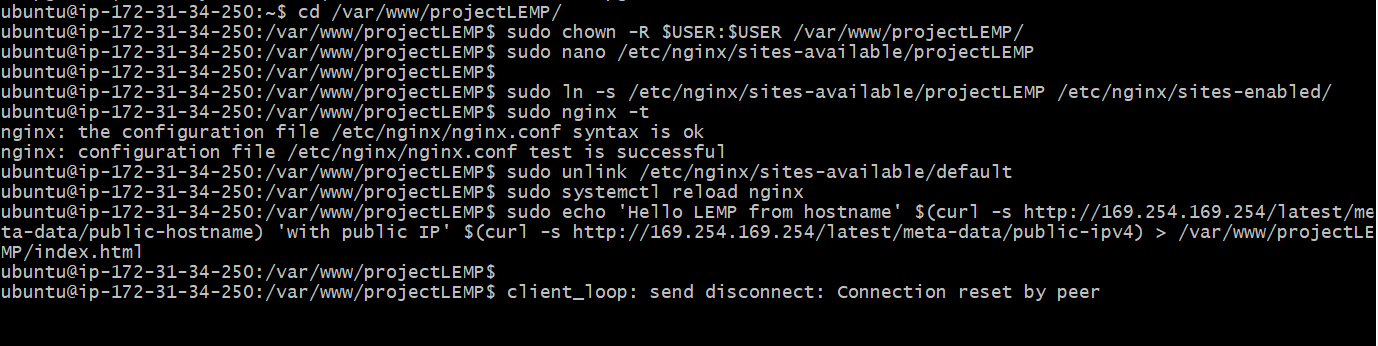 ubuntu@ip-172-31-34-250:~$ cd /var/www/projectLEMP/
ubuntu@ip-172-31-34-250:/var/www/projectLEMP$ sudo chown -R $USER:$USER /var/www/projectLEMP/
ubuntu@ip-172-31-34-250:/var/www/projectLEMP$ sudo nano /etc/nginx/sites-available/projectLEMP
ubuntu@ip-172-31-34-250:/var/www/projectLEMP$
ubuntu@ip-172-31-34-250:/var/www/projectLEMP$ sudo ln -s /etc/nginx/sites-available/projectLEMP /etc/nginx/sites-enabled/
ubuntu@ip-172-31-34-250:/var/www/projectLEMP$ sudo nginx -t
nginx: the configuration file /etc/nginx/nginx.conf syntax is ok
nginx: configuration file /etc/nginx/nginx.conf test is successful
ubuntu@ip-172-31-34-250:/var/www/projectLEMP$ sudo unlink /etc/nginx/sites-available/default
ubuntu@ip-172-31-34-250:/var/www/projectLEMP$ sudo systemctl reload nginx
ubuntu@ip-172-31-34-250:/var/www/projectLEMP$ sudo echo 'Hello LEMP from hostname' $(curl -s http://169.254.169.254/latest/me
ta-data/public-hostname) 'with public IP' $(curl -s http://169.254.169.254/latest/meta-data/public-ipv4) > /var/www/projectLE
MP/index.html
ubuntu@ip-172-31-34-250:/var/www/projectLEMP$
ubuntu@ip-172-31-34-250:/var/www/projectLEMP$ client_loop: send disconnect: Connection reset by peer